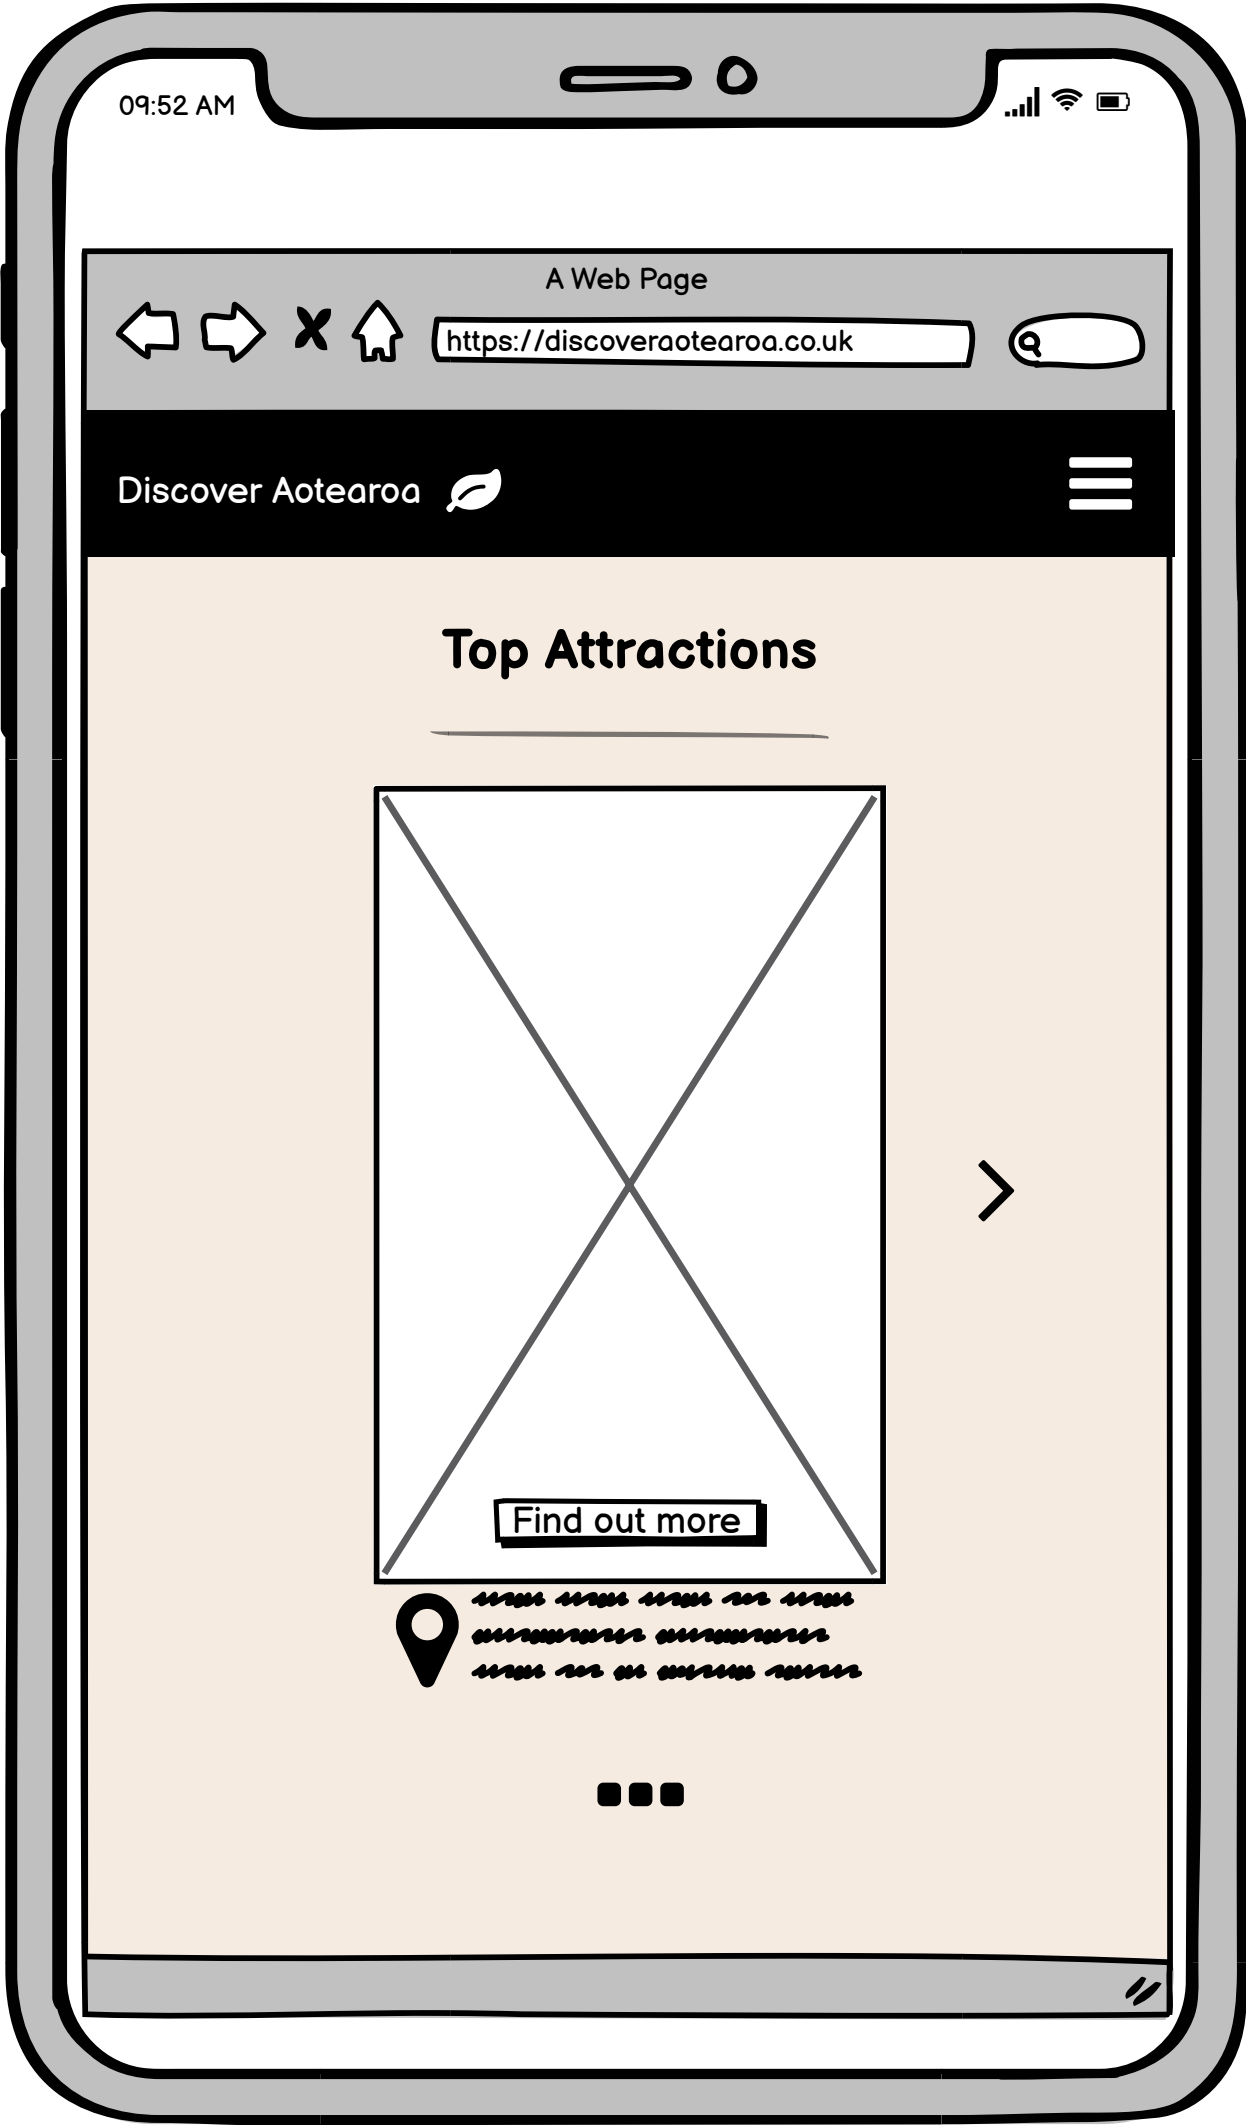 09:52 AM
A Web Page
https://discoveraotearoa.co.uk
Discover Aotearoa
Top Attractions
Find out more